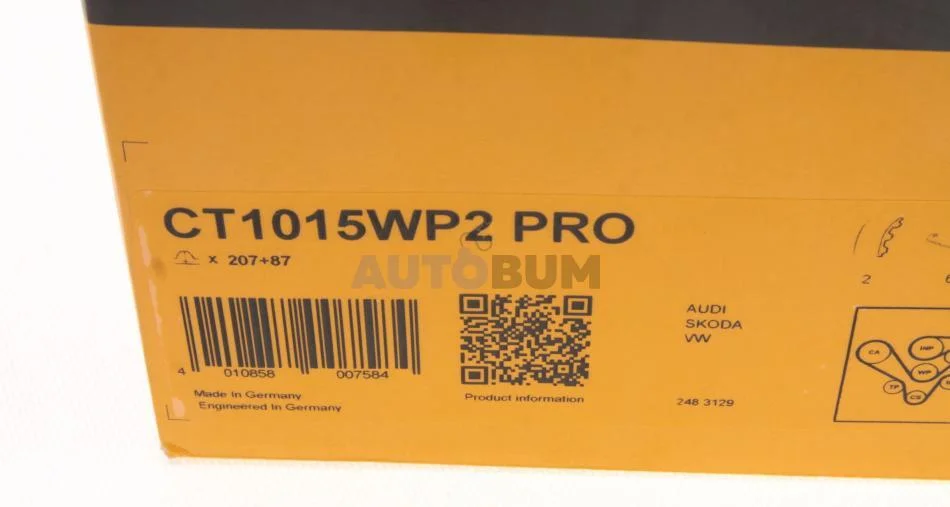 CT1015WP2 PRO
x 207+87
AUTOBUM
4 010858 007584
Made in Germany
Engineered In Germany
Product information
AUDI
SKODA
VW
248 3129
2
CA
INP
WP
TP
CS